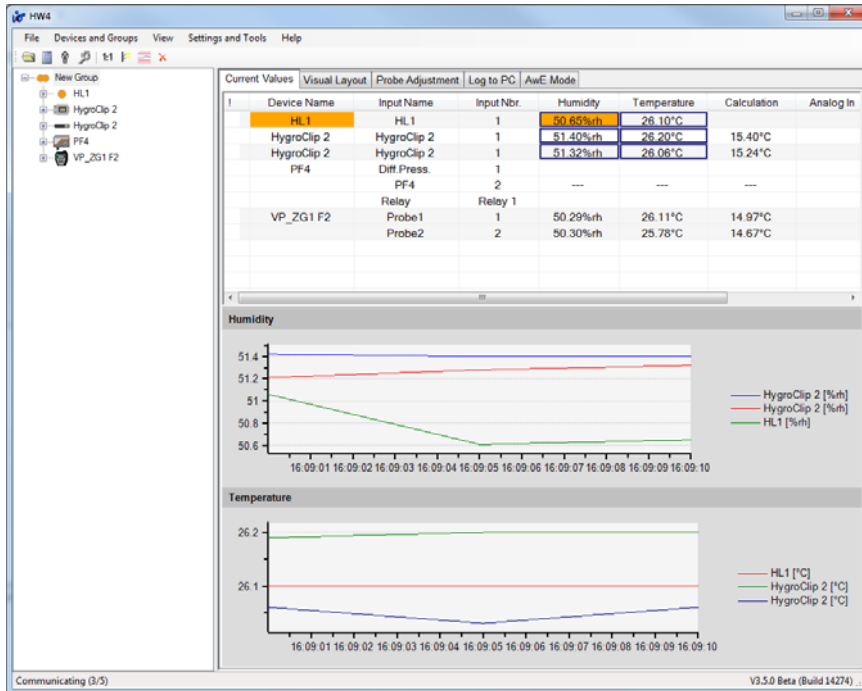 HW4
File Devices and Groups View Settings and Tools Help
New Group
HL1
HygroClip 2
HygroClip 2
PF4
VP_ZG1 F2
Current Values Visual Layout Probe Adjustment Log to PC AwE Mode
! Device Name Input Name Input Nbr. Humidity Temperature Calculation Analog In
HL1 HL1 1 50.65%rh 26.10°C
HygroClip 2 HygroClip 2 1 51.40%rh 26.20°C 15.40°C
HygroClip 2 HygroClip 2 1 51.32%rh 26.06°C 15.24°C
PF4 Diff.Press. 1
PF4 2 --- --- ---
Relay Relay 1
VP_ZG1 F2 Probe1 1 50.29%rh 26.11°C 14.97°C
Probe2 2 50.30%rh 25.78°C 14.67°C
Humidity
51.4
51.2
51
50.8
50.6
16:09:01 16:09:02 16:09:03 16:09:04 16:09:05 16:09:06 16:09:07 16:09:08 16:09:09 16:09:10
HygroClip 2 [%rh]
HygroClip 2 [%rh]
HL1 [%rh]
Temperature
26.2
26.1
16:09:01 16:09:02 16:09:03 16:09:04 16:09:05 16:09:06 16:09:07 16:09:08 16:09:09 16:09:10
HL1 [°C]
HygroClip 2 [°C]
HygroClip 2 [°C]
Communicating (3/5) V3.5.0 Beta (Build 14274)